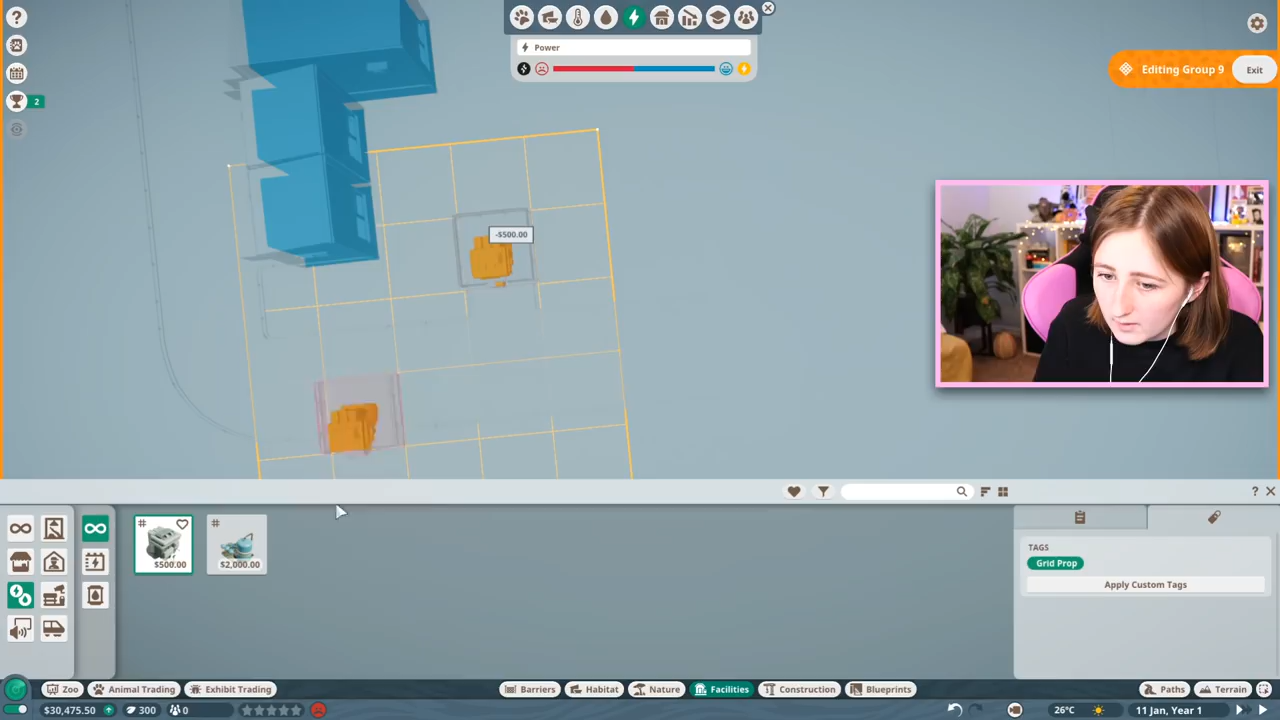 ?
2
Power
Editing Group 9
Exit
-$500.00
?
$500.00
$2,000.00
TAGS
Grid Prop
Apply Custom Tags
Zoo
Animal Trading
Exhibit Trading
Barriers
Habitat
Nature
Facilities
Construction
Blueprints
Paths
Terrain
$30,475.50
300
0
26°C
11 Jan, Year 1